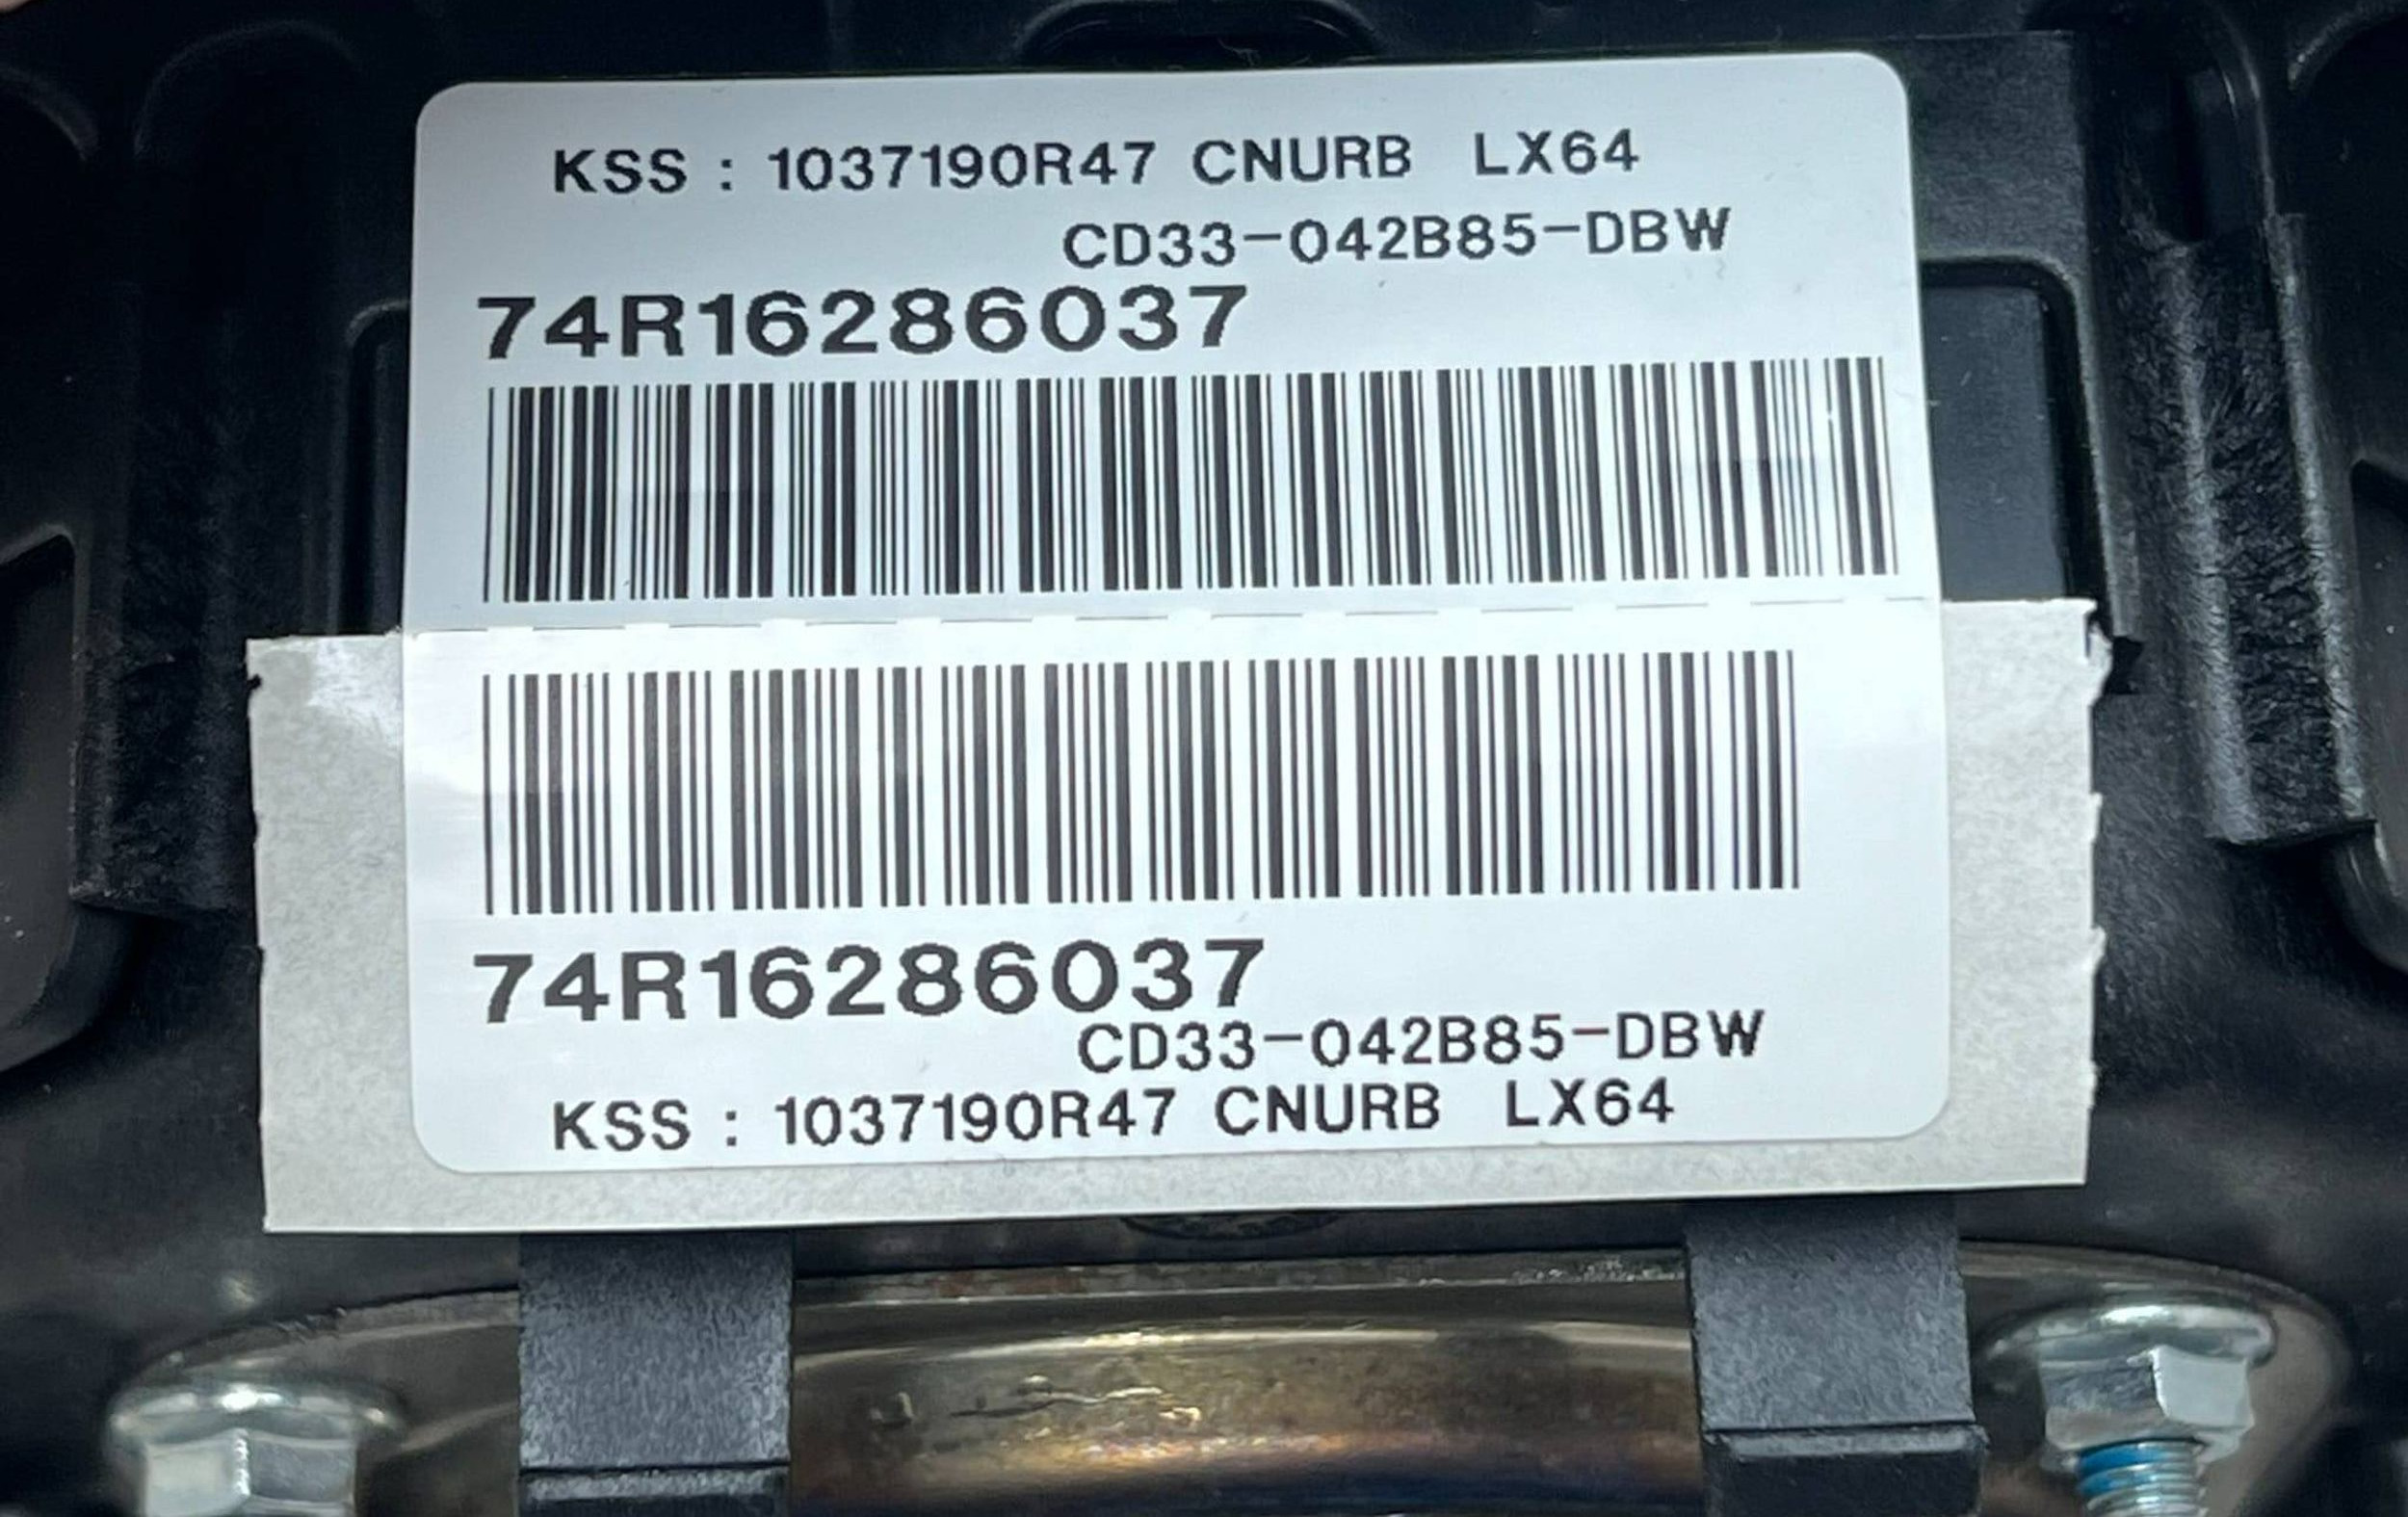 KSS : 1037190R47 CNURB LX64
CD33-042B85-DBW
74R16286037
74R16286037
CD33-042B85-DBW
KSS : 1037190R47 CNURB LX64